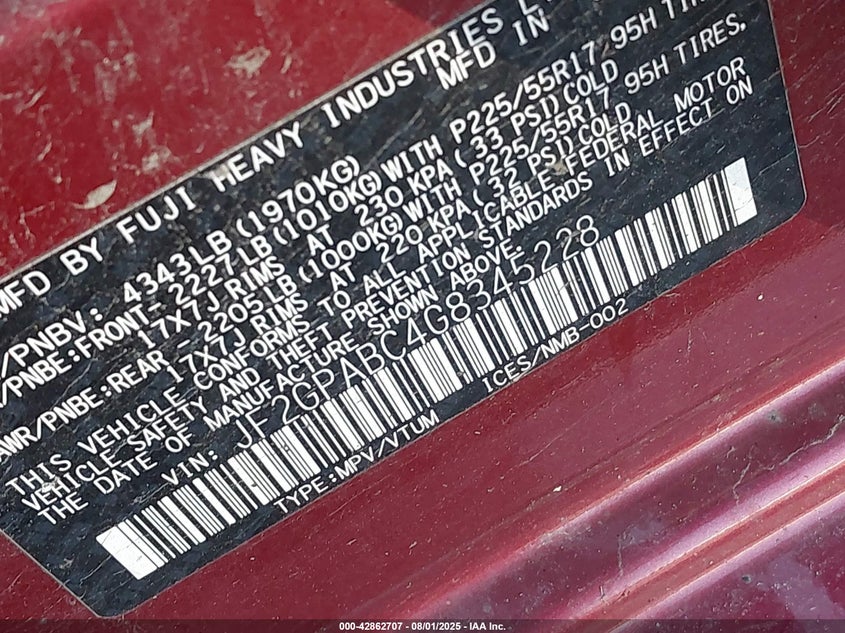 MFD BY FUJI HEAVY INDUSTRIES
MFD IN
/PNBV: 4343LB (1970KG)
/PNBE:FRONT- 2227LB (1010KG) WITH P225/55R17 95H TIRES,
17X7J RIMS AT 230 KPA (33 PSI) COLD
AWR/PNBE:REAR - 2205LB (1000KG) WITH P225/55R17 95H TIRES,
17X7J RIMS AT 220 KPA (32 PSI) COLD
THIS VEHICLE CONFORMS TO ALL APPLICABLE FEDERAL MOTOR
VEHICLE SAFETY AND THEFT PREVENTION STANDARDS IN EFFECT ON
THE DATE OF MANUFACTURE SHOWN ABOVE.
VIN: JF2GPABC4G8345228
TYPE:MPV/VTUM ICES/NMB-002
000-42862707 - 08/01/2025 - IAA Inc.